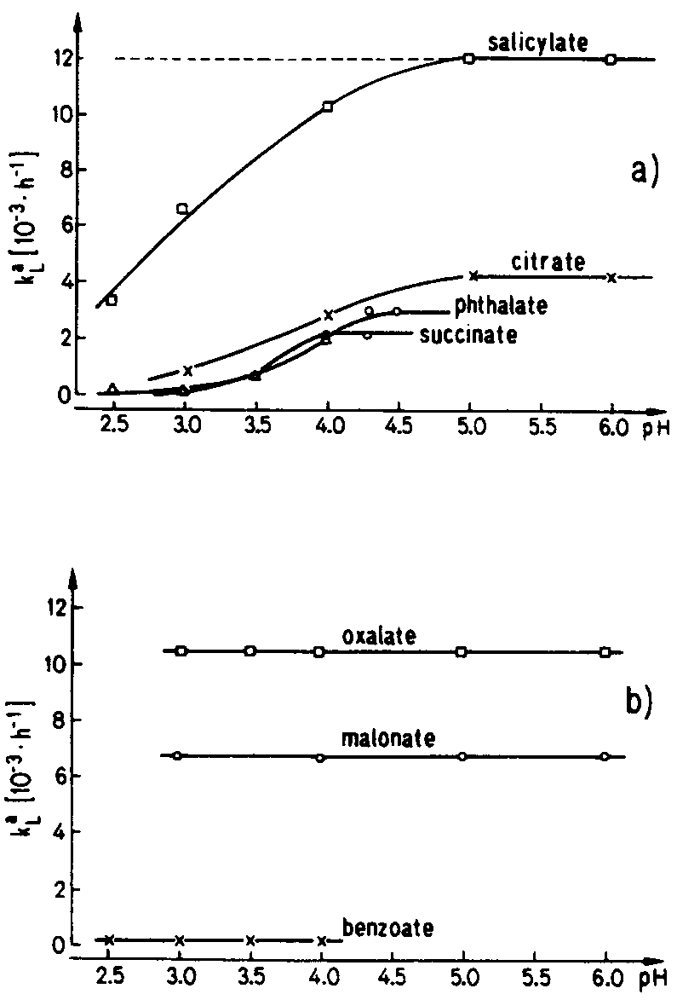 salicylate
12
10
a)
8
k_L^a [10^-3 · h^-1]
6
citrate
4
phthalate
2
succinate
0
2.5 3.0 3.5 4.0 4.5 5.0 5.5 6.0 pH
12
oxalate
10
b)
8
malonate
k_L^a [10^-3 · h^-1]
6
4
2
benzoate
0
2.5 3.0 3.5 4.0 4.5 5.0 5.5 6.0 pH